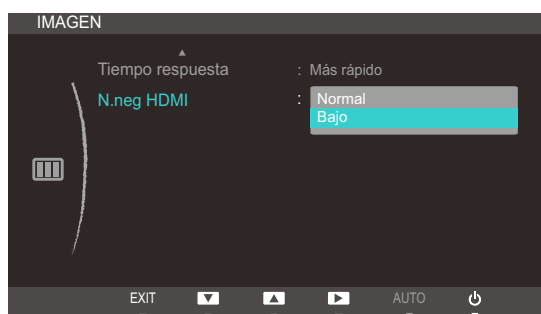 IMAGEN
Tiempo respuesta : Más rápido
N.neg HDMI : Normal
Bajo
EXIT AUTO